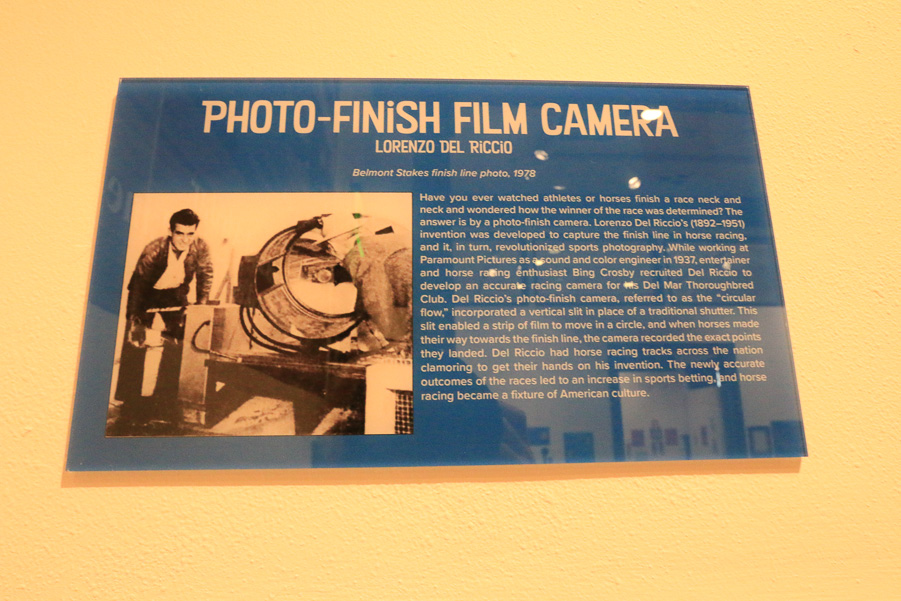 PHOTO-FINiSH FILM CAMERA
LORENZO DEL RiCCiO
Belmont Stakes finish line photo, 1978
Have you ever watched athletes or horses finish a race neck and
neck and wondered how the winner of the race was determined? The
answer is by a photo-finish camera. Lorenzo Del Riccio's (1892–1951)
invention was developed to capture the finish line in horse racing,
and it, in turn, revolutionized sports photography. While working at
Paramount Pictures as a sound and color engineer in 1937, entertainer
and horse racing enthusiast Bing Crosby recruited Del Riccio to
develop an accurate racing camera for his Del Mar Thoroughbred
Club. Del Riccio's photo-finish camera, referred to as the "circular
flow," incorporated a vertical slit in place of a traditional shutter. This
slit enabled a strip of film to move in a circle, and when horses made
their way towards the finish line, the camera recorded the exact points
they landed. Del Riccio had horse racing tracks across the nation
clamoring to get their hands on his invention. The newly accurate
outcomes of the races led to an increase in sports betting, and horse
racing became a fixture of American culture.